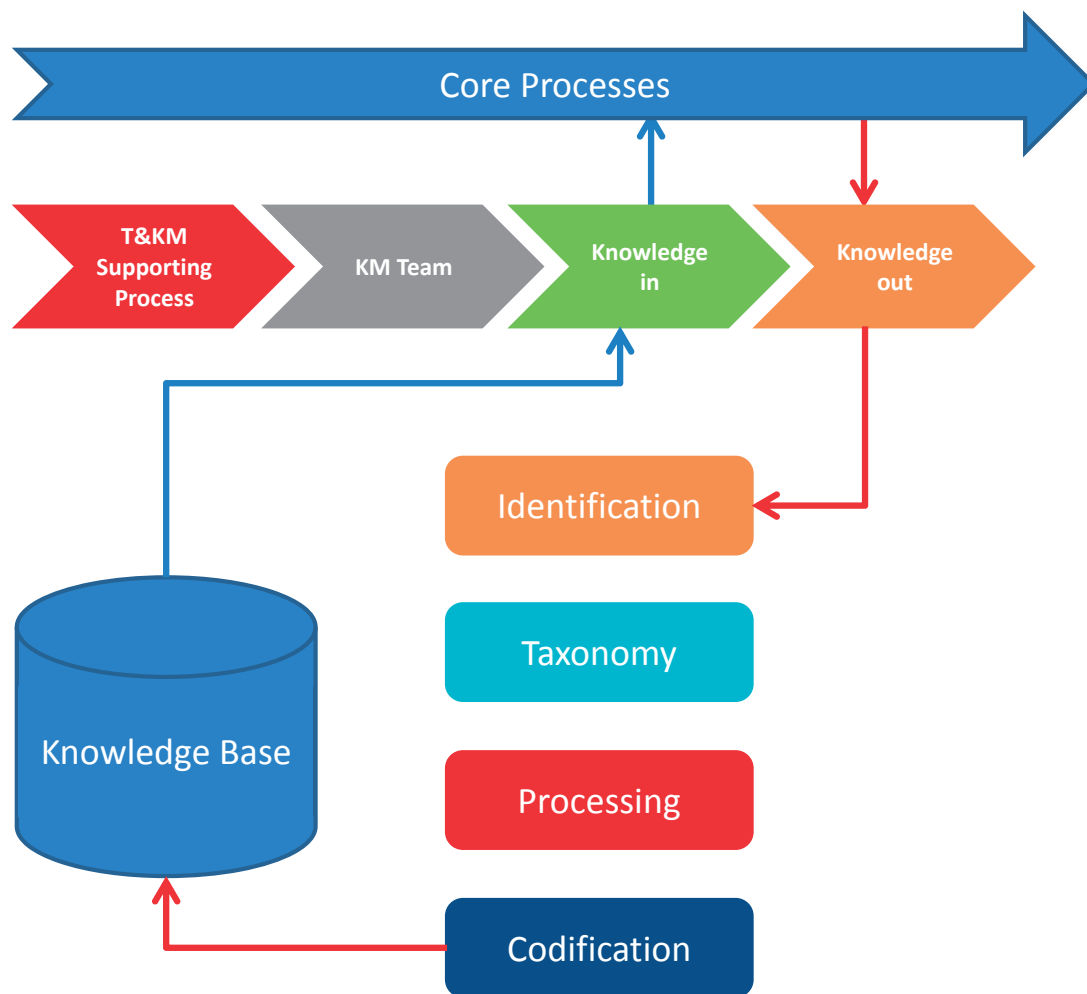 Core Processes
T&KM
Supporting
Process
KM Team
Knowledge
in
Knowledge
out
Identification
Taxonomy
Knowledge Base
Processing
Codification